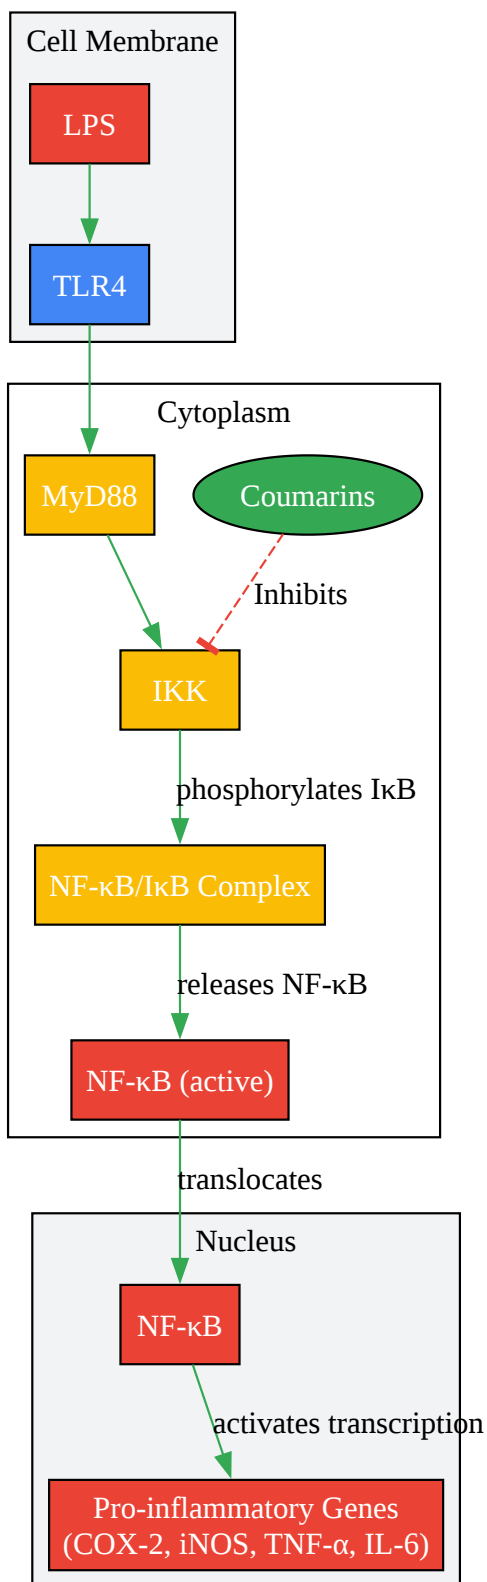 Cell Membrane
LPS
TLR4
Cytoplasm
MyD88
Coumarins
Inhibits
IKK
phosphorylates IκB
NF-κB/IκB Complex
releases NF-κB
NF-κB (active)
translocates
Nucleus
NF-κB
activates transcription
Pro-inflammatory Genes
(COX-2, iNOS, TNF-α, IL-6)